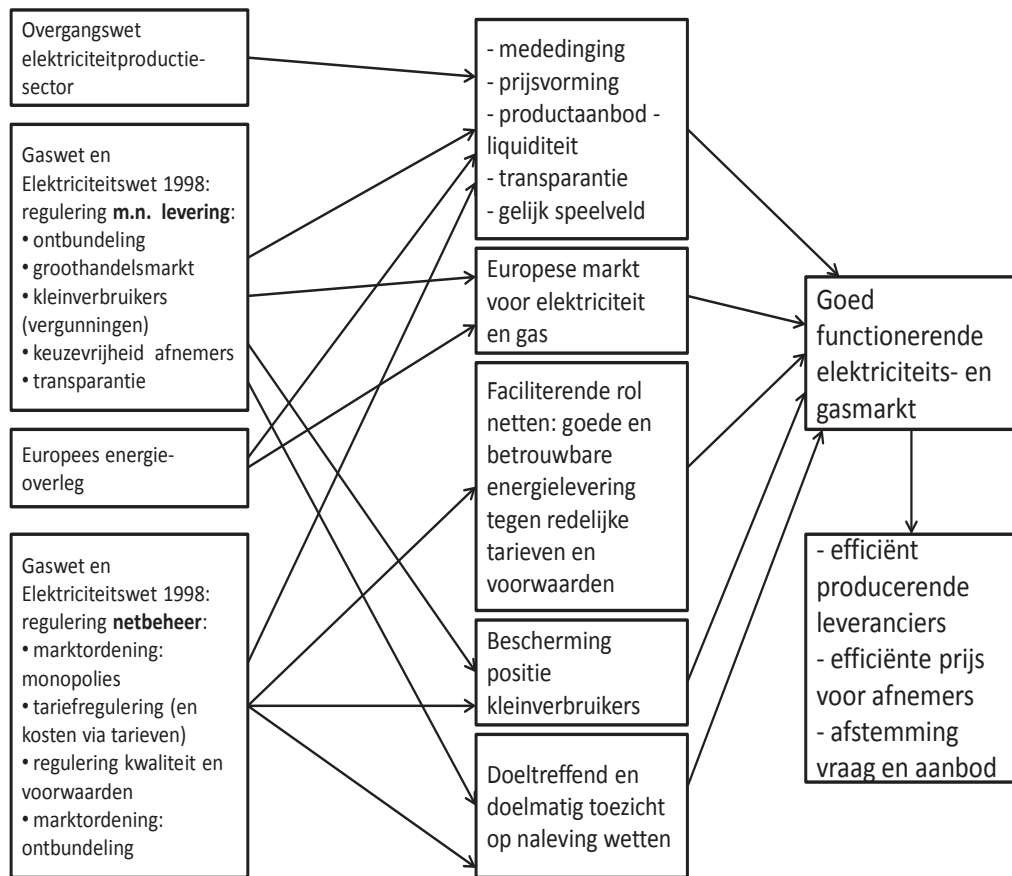 Overgangswet
elektriciteitproductie-
sector
Gaswet en
Elektriciteitswet 1998:
regulering m.n. levering:
• ontbundeling
• groothandelsmarkt
• kleinverbruikers
(vergunningen)
• keuzevrijheid afnemers
• transparantie
Europees energie-
overleg
Gaswet en
Elektriciteitswet 1998:
regulering netbeheer:
• marktordening:
monopolies
• tariefregulering (en
kosten via tarieven)
• regulering kwaliteit en
voorwaarden
• marktordening:
ontbundeling
- mededinging
- prijsvorming
- productaanbod -
liquiditeit
- transparantie
- gelijk speelveld
Europese markt
voor elektriciteit
en gas
Faciliterende rol
netten: goede en
betrouwbare
energielevering
tegen redelijke
tarieven en
voorwaarden
Bescherming
positie
kleinverbruikers
Doeltreffend en
doelmatig toezicht
op naleving wetten
Goed
functionerende
elektriciteits- en
gasmarkt
- efficiënt
producerende
leveranciers
- efficiënte prijs
voor afnemers
- afstemming
vraag en aanbod